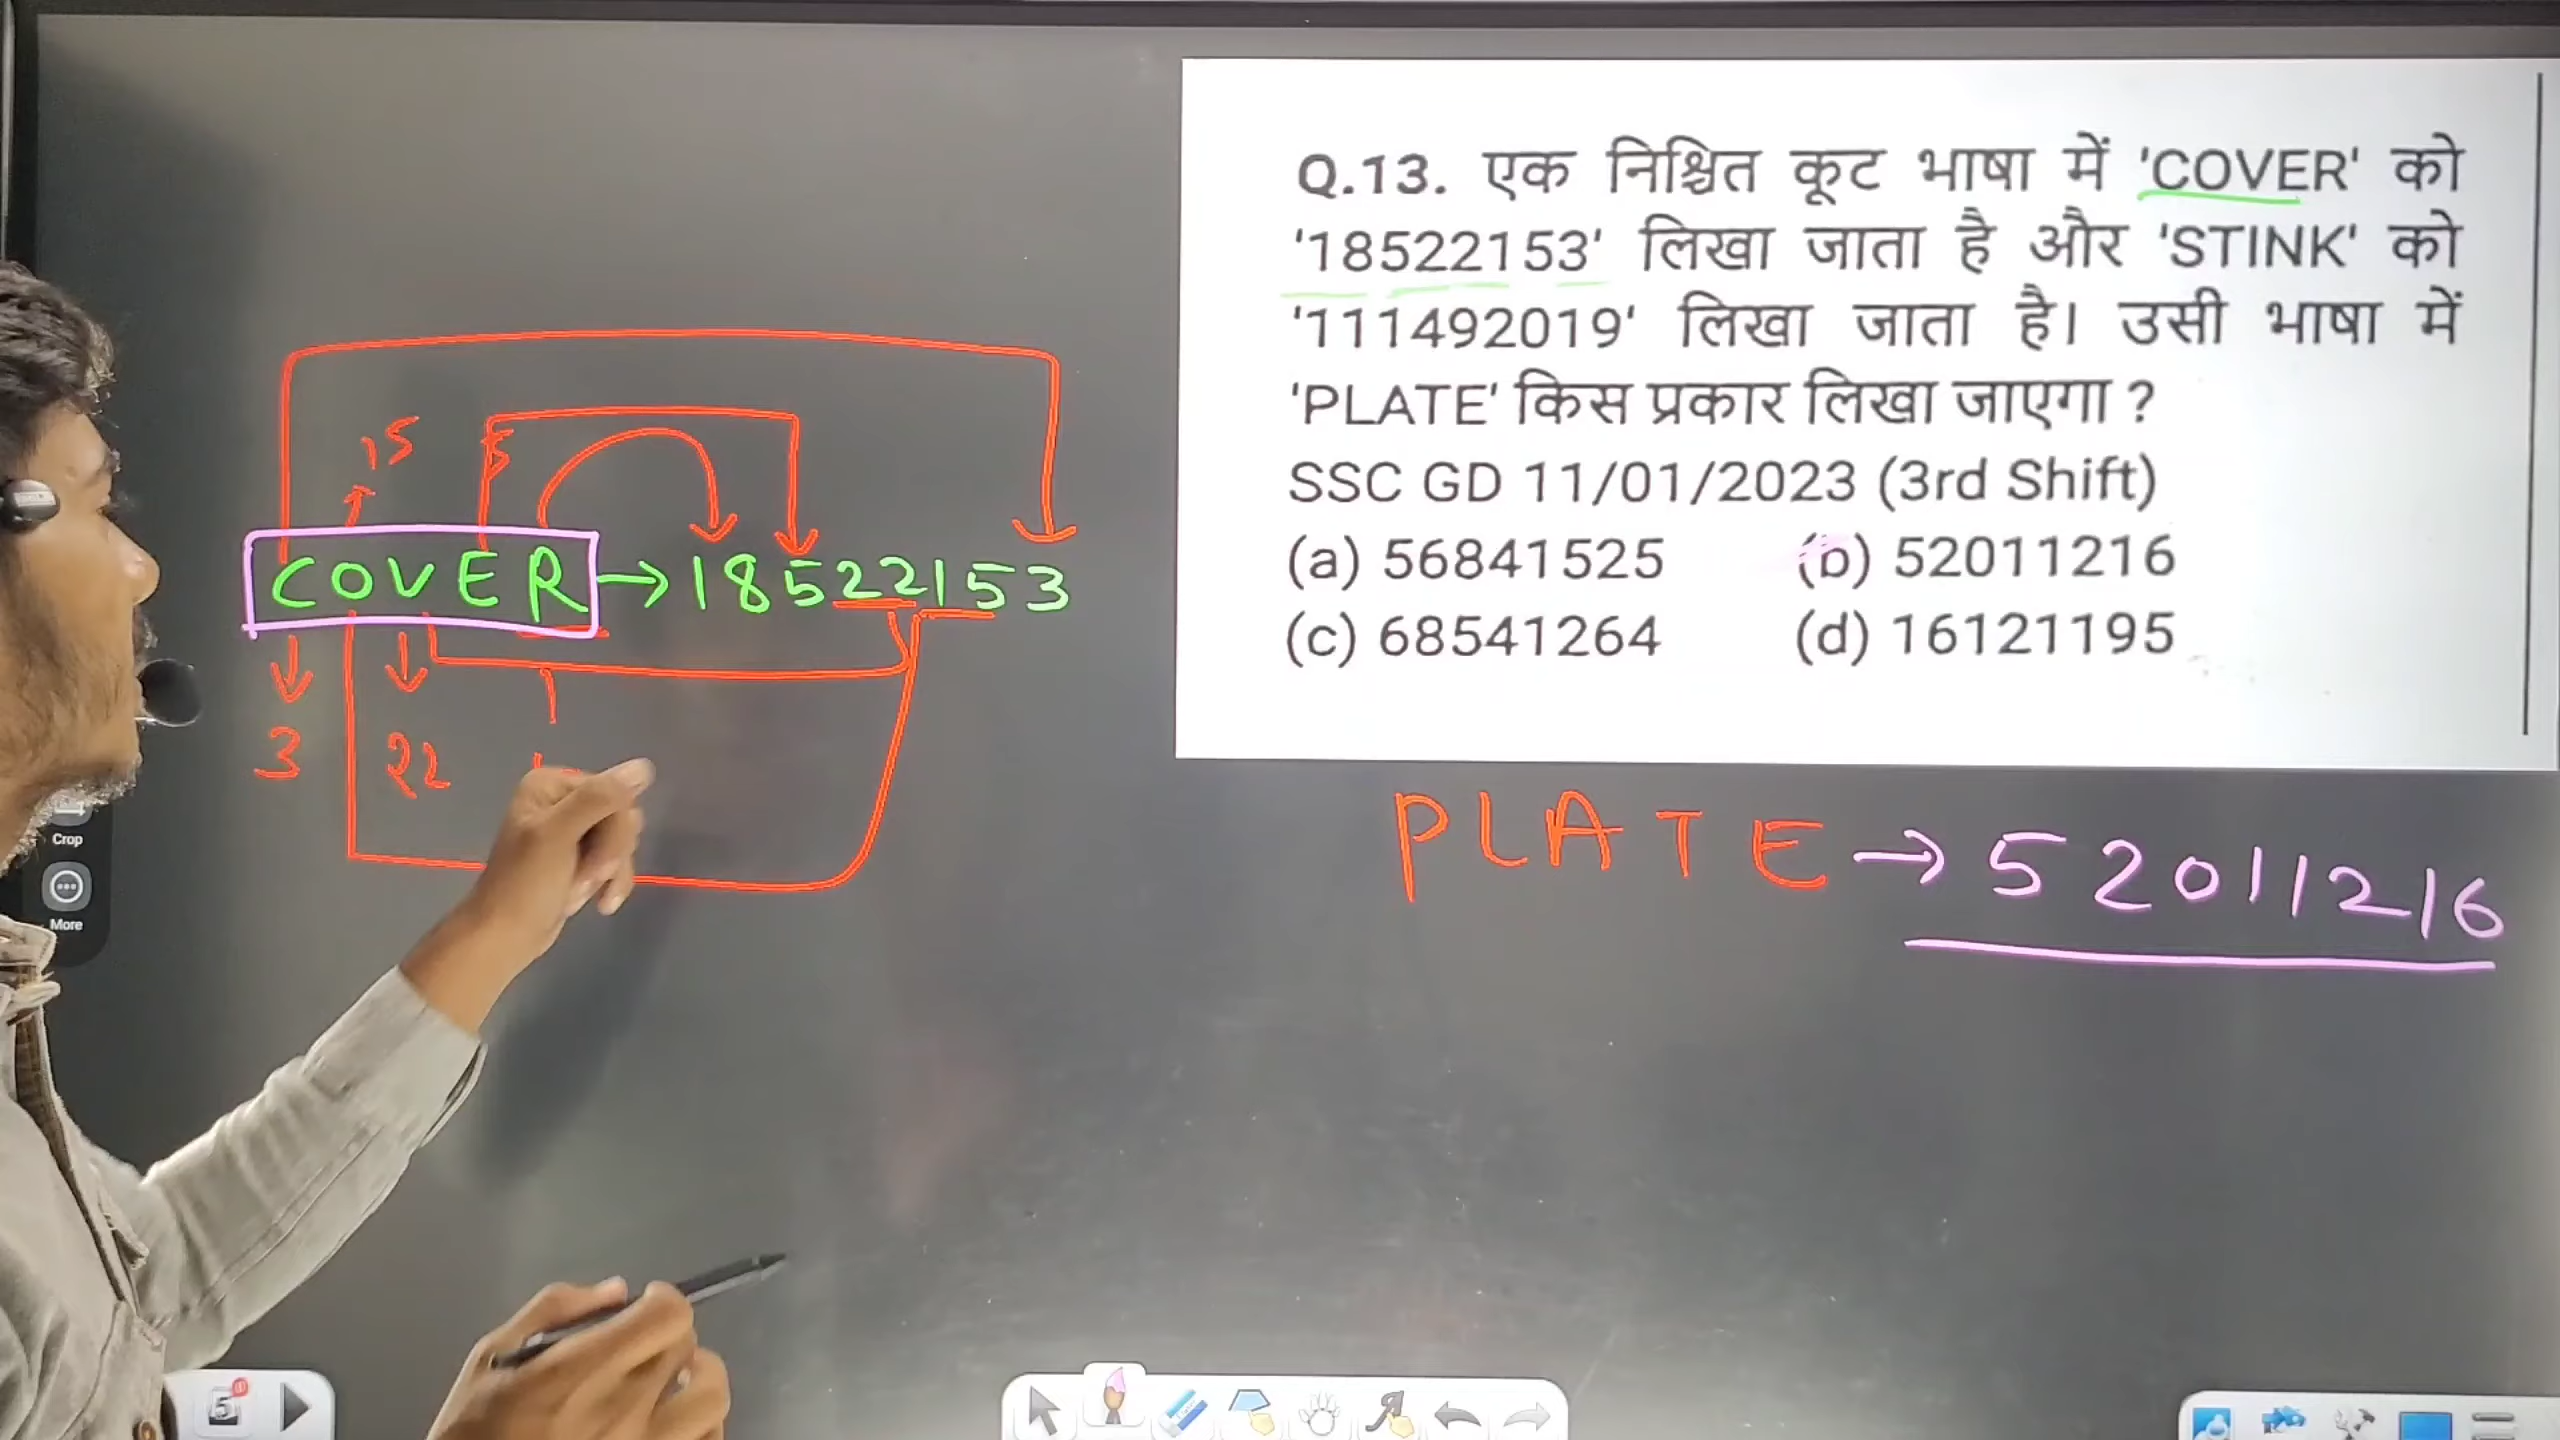 Q.13. एक निश्चित कूट भाषा में 'COVER' को
'18522153' लिखा जाता है और 'STINK' को
'111492019' लिखा जाता है। उसी भाषा में
'PLATE' किस प्रकार लिखा जाएगा ?
SSC GD 11/01/2023 (3rd Shift)
(a) 56841525 (b) 52011216
(c) 68541264 (d) 16121195
15 5
COVER → 18522153
3 22
PLATE → 52011216
Crop
More
5